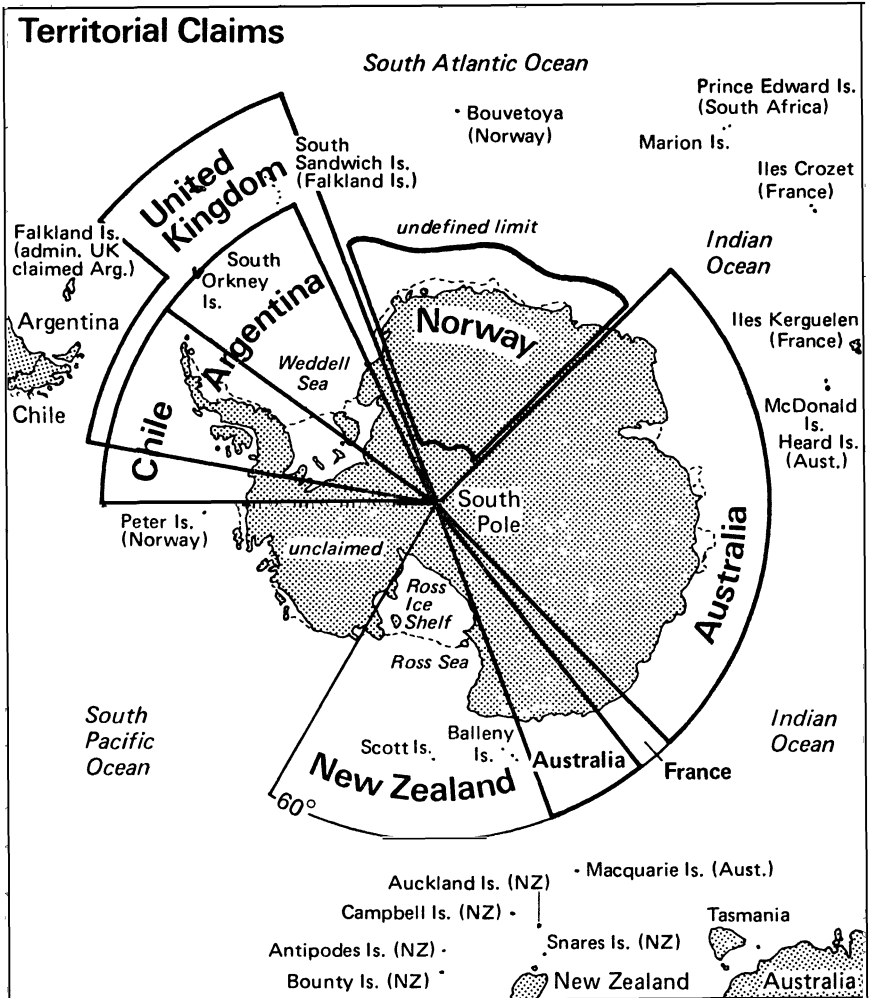 Territorial Claims
South Atlantic Ocean
Prince Edward Is.
(South Africa)
Bouvetoya
(Norway)
Marion Is.
South
Sandwich Is.
(Falkland Is.)
Iles Crozet
(France)
United
Kingdom
undefined limit
Falkland Is.
(admin. UK
claimed Arg.)
Indian
Ocean
South
Orkney
Is.
Argentina
Norway
Iles Kerguelen
(France)
Argentina
Weddell
Sea
Chile
Chile
McDonald
Is.
Heard Is.
(Aust.)
South
Pole
Peter Is.
(Norway)
unclaimed
Australia
Ross
Ice
Shelf
Ross Sea
South
Pacific
Ocean
Indian
Ocean
Scott Is.
Balleny
Is.
Australia
France
New Zealand
60°
Auckland Is. (NZ)
Macquarie Is. (Aust.)
Campbell Is. (NZ)
Tasmania
Antipodes Is. (NZ)
Snares Is. (NZ)
Bounty Is. (NZ)
New Zealand
Australia